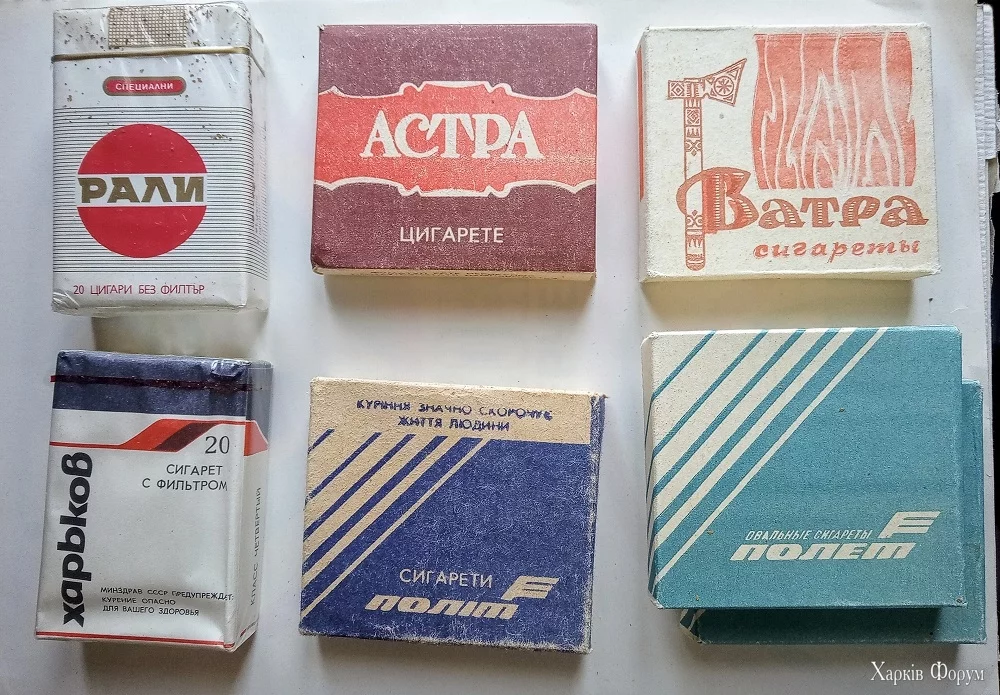 СПЕЦИАЛНИ
РАЛИ
20 ЦИГАРИ БЕЗ ФИЛТЪР
АСТРА
ЦИГАРЕТЕ
Ватра
сигареты
харьков
20
СИГАРЕТ
С ФИЛЬТРОМ
МИНЗДРАВ СССР ПРЕДУПРЕЖДАЕТ:
КУРЕНИЕ ОПАСНО
ДЛЯ ВАШЕГО ЗДОРОВЬЯ
КЛАСС ЧЕТВЕРТЫЙ
КУРІННЯ ЗНАЧНО СКОРОЧУЄ
ЖИТТЯ ЛЮДИНИ
СИГАРЕТИ
ПОЛІТ
ОВАЛЬНЫЕ СИГАРЕТЫ
ПОЛЕТ
Харків Форум